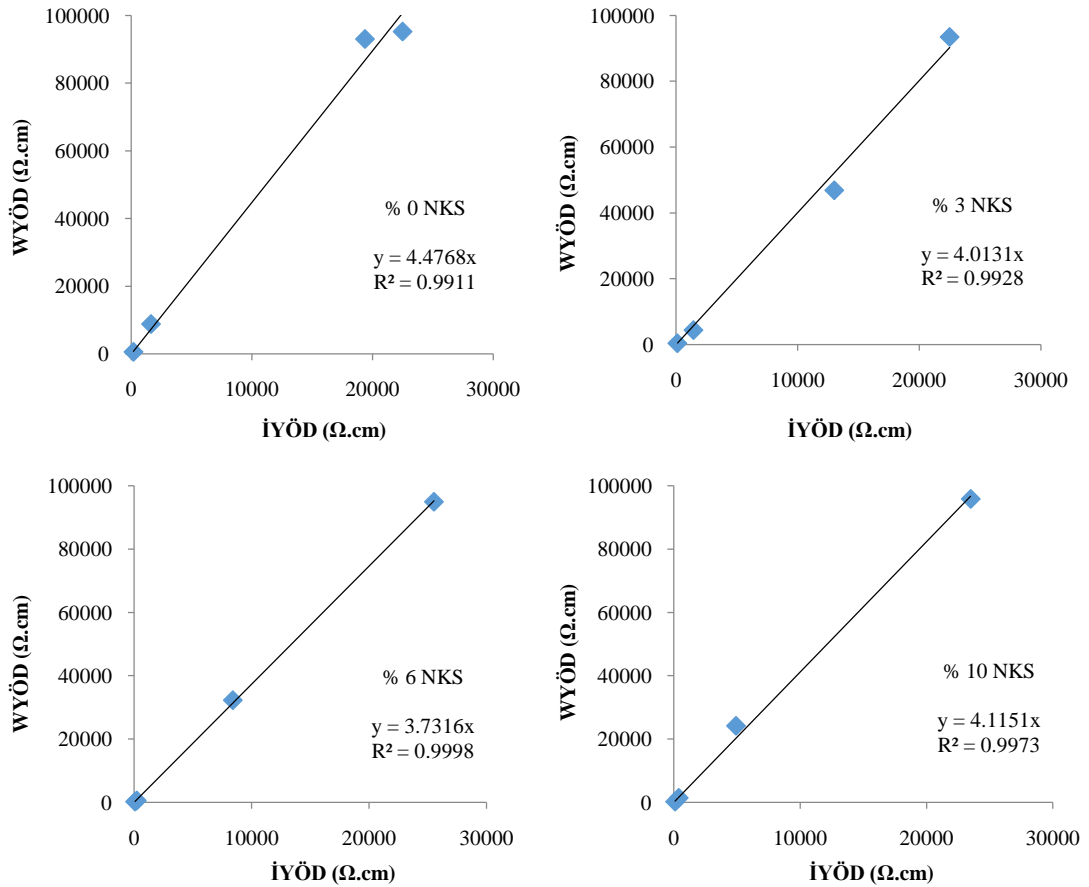 100000
80000
60000
40000
20000
0
WYÖD (Ω.cm)
% 0 NKS
y = 4.4768x
R² = 0.9911
0 10000 20000 30000
İYÖD (Ω.cm)
100000
80000
60000
40000
20000
0
WYÖD (Ω.cm)
% 3 NKS
y = 4.0131x
R² = 0.9928
0 10000 20000 30000
İYÖD (Ω.cm)
100000
80000
60000
40000
20000
0
WYÖD (Ω.cm)
% 6 NKS
y = 3.7316x
R² = 0.9998
0 10000 20000 30000
İYÖD (Ω.cm)
100000
80000
60000
40000
20000
0
WYÖD (Ω.cm)
% 10 NKS
y = 4.1151x
R² = 0.9973
0 10000 20000 30000
İYÖD (Ω.cm)